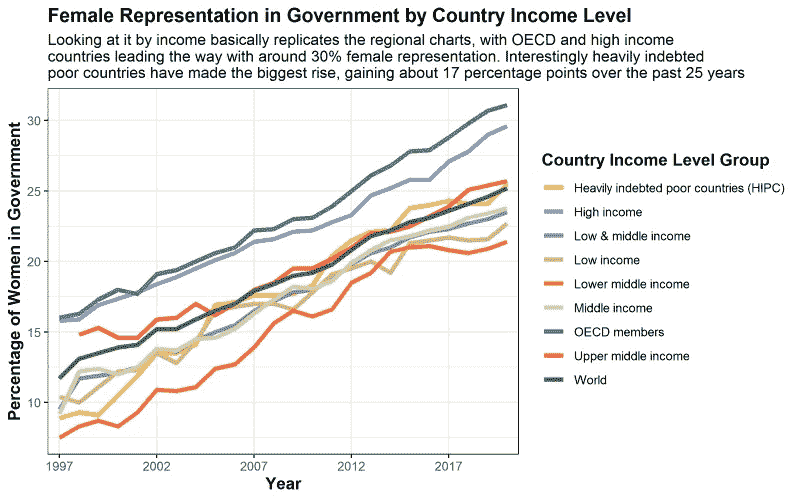 Female Representation in Government by Country Income Level
Looking at it by income basically replicates the regional charts, with OECD and high income
countries leading the way with around 30% female representation. Interestingly heavily indebted
poor countries have made the biggest rise, gaining about 17 percentage points over the past 25 years
Percentage of Women in Government
30
25
20
15
10
1997
2002
2007
2012
2017
Year
Country Income Level Group
Heavily indebted poor countries (HIPC)
High income
Low & middle income
Low income
Lower middle income
Middle income
OECD members
Upper middle income
World